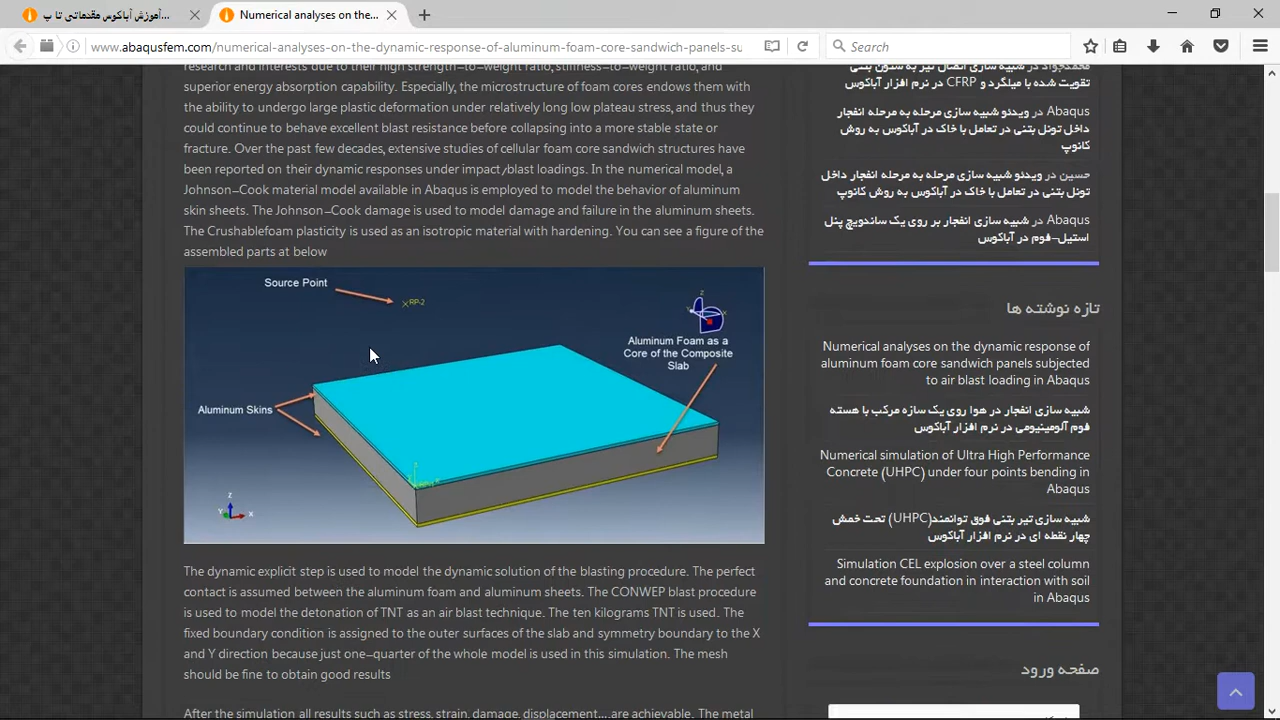 آموزش آباکوس مقدماتی تا پ...
Numerical analyses on the...
www.abaqusfem.com/numerical-analyses-on-the-dynamic-response-of-aluminum-foam-core-sandwich-panels-su
Search
research and interests due to their high strength-to-weight ratio, stiffness-to-weight ratio, and
superior energy absorption capability. Especially, the microstructure of foam cores endows them with
the ability to undergo large plastic deformation under relatively long low plateau stress, and thus they
could continue to behave excellent blast resistance before collapsing into a more stable state or
fracture. Over the past few decades, extensive studies of cellular foam core sandwich structures have
been reported on their dynamic responses under impact/blast loadings. In the numerical model, a
Johnson-Cook material model available in Abaqus is employed to model the behavior of aluminum
skin sheets. The Johnson-Cook damage is used to model damage and failure in the aluminum sheets.
The Crushablefoam plasticity is used as an isotropic material with hardening. You can see a figure of the
assembled parts at below
Source Point
RP-2
Z
Aluminum Foam as a
Core of the Composite
Slab
Aluminum Skins
Z
Y
X
The dynamic explicit step is used to model the dynamic solution of the blasting procedure. The perfect
contact is assumed between the aluminum foam and aluminum sheets. The CONWEP blast procedure
is used to model the detonation of TNT as an air blast technique. The ten kilograms TNT is used. The
fixed boundary condition is assigned to the outer surfaces of the slab and symmetry boundary to the X
and Y direction because just one-quarter of the whole model is used in this simulation. The mesh
should be fine to obtain good results
After the simulation all results such as stress, strain, damage, displacement....are achievable. The metal
محمدجواد در شبیه سازی اتصال تیر به ستون بتنی
تقویت شده با میلگرد و CFRP در نرم افزار آباکوس
Abaqus در ویدئو شبیه سازی مرحله به مرحله انفجار
داخل تونل بتنی در تعامل با خاک در آباکوس به روش
کانوپ
حسین در ویدئو شبیه سازی مرحله به مرحله انفجار داخل
تونل بتنی در تعامل با خاک در آباکوس به روش کانوپ
Abaqus در شبیه سازی انفجار بر روی یک ساندویچ پنل
استیل-فوم در آباکوس
تازه نوشته ها
Numerical analyses on the dynamic response of
aluminum foam core sandwich panels subjected
to air blast loading in Abaqus
شبیه سازی انفجار در هوا روی یک سازه مرکب با هسته
فوم آلومینیومی در نرم افزار آباکوس
Numerical simulation of Ultra High Performance
Concrete (UHPC) under four points bending in
Abaqus
شبیه سازی تیر بتنی فوق توانمند(UHPC) تحت خمش
چهار نقطه ای در نرم افزار آباکوس
Simulation CEL explosion over a steel column
and concrete foundation in interaction with soil
in Abaqus
صفحه ورود